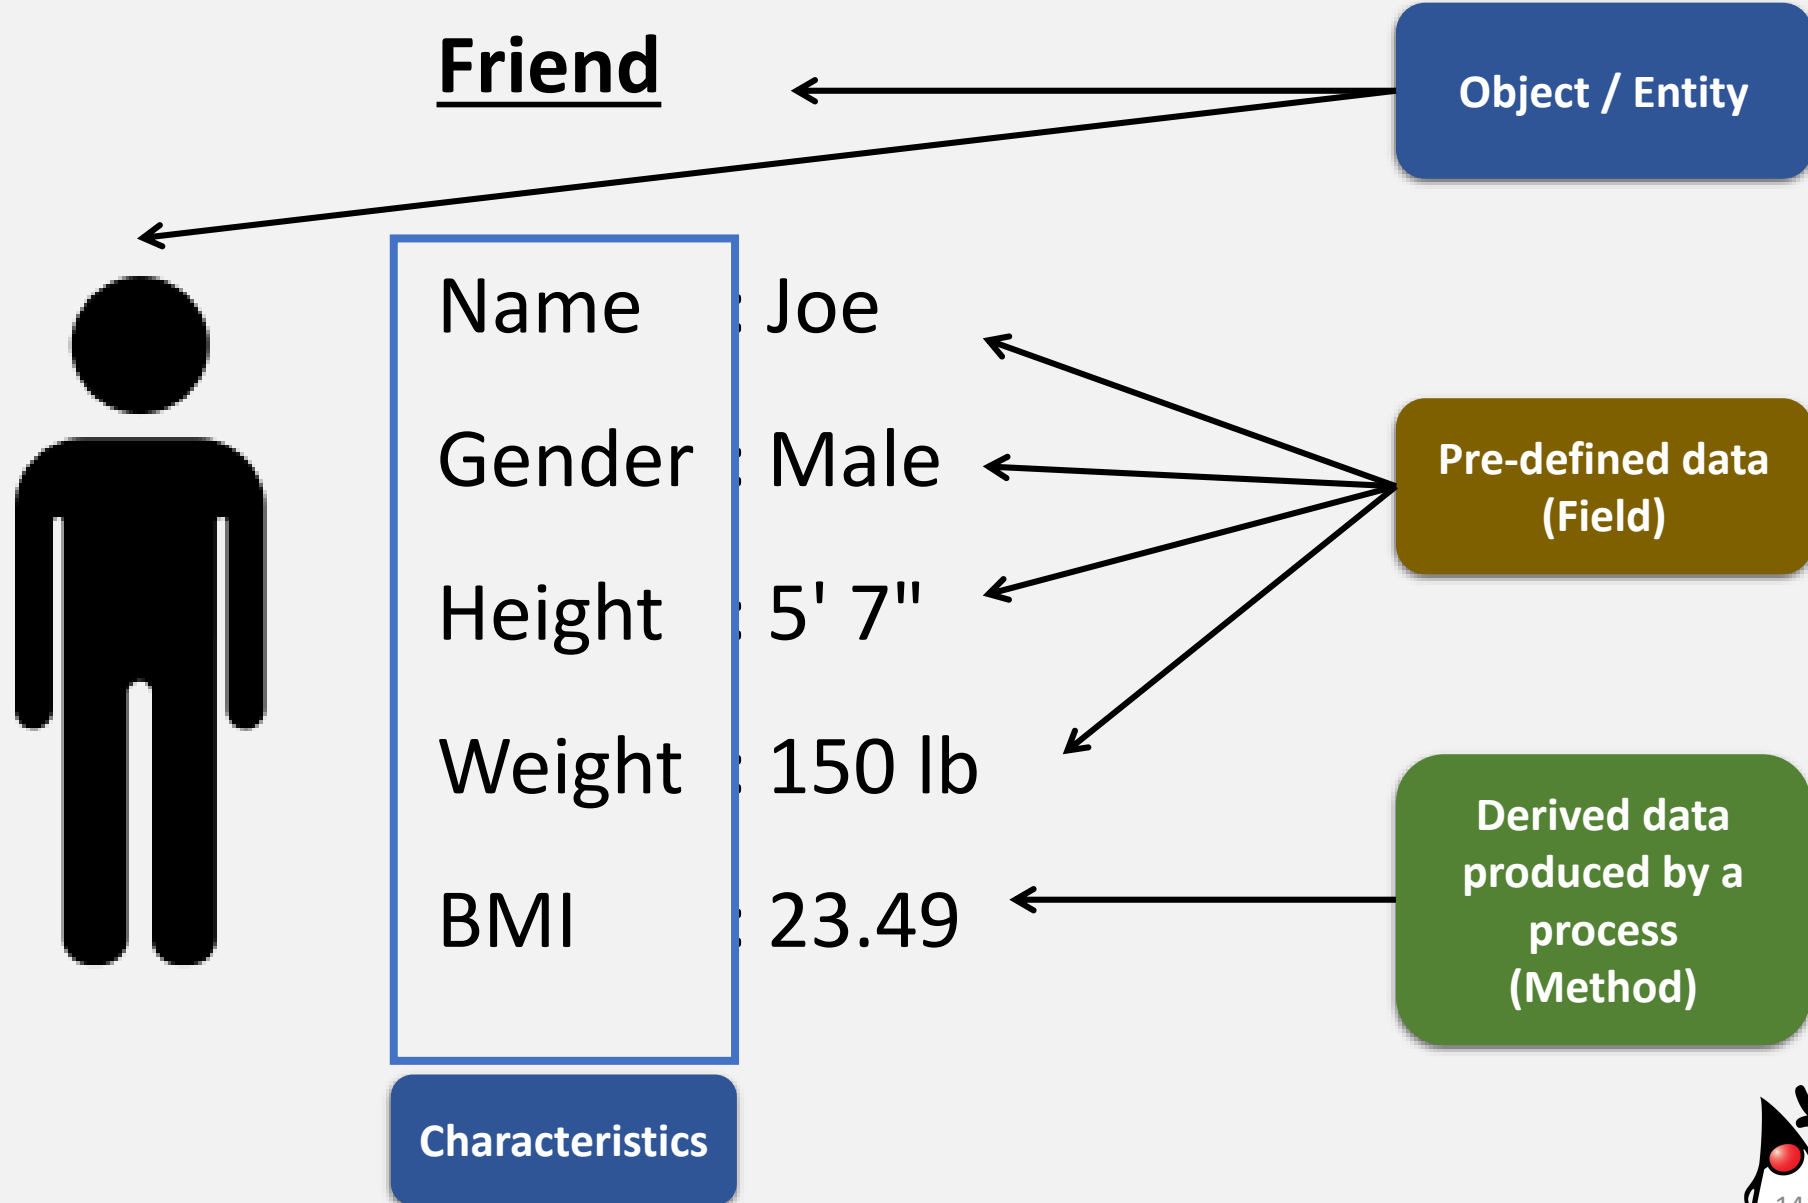 Friend
Object / Entity
Name : Joe
Gender : Male
Height : 5' 7"
Weight : 150 lb
BMI : 23.49
Pre-defined data
(Field)
Derived data
produced by a
process
(Method)
Characteristics
14